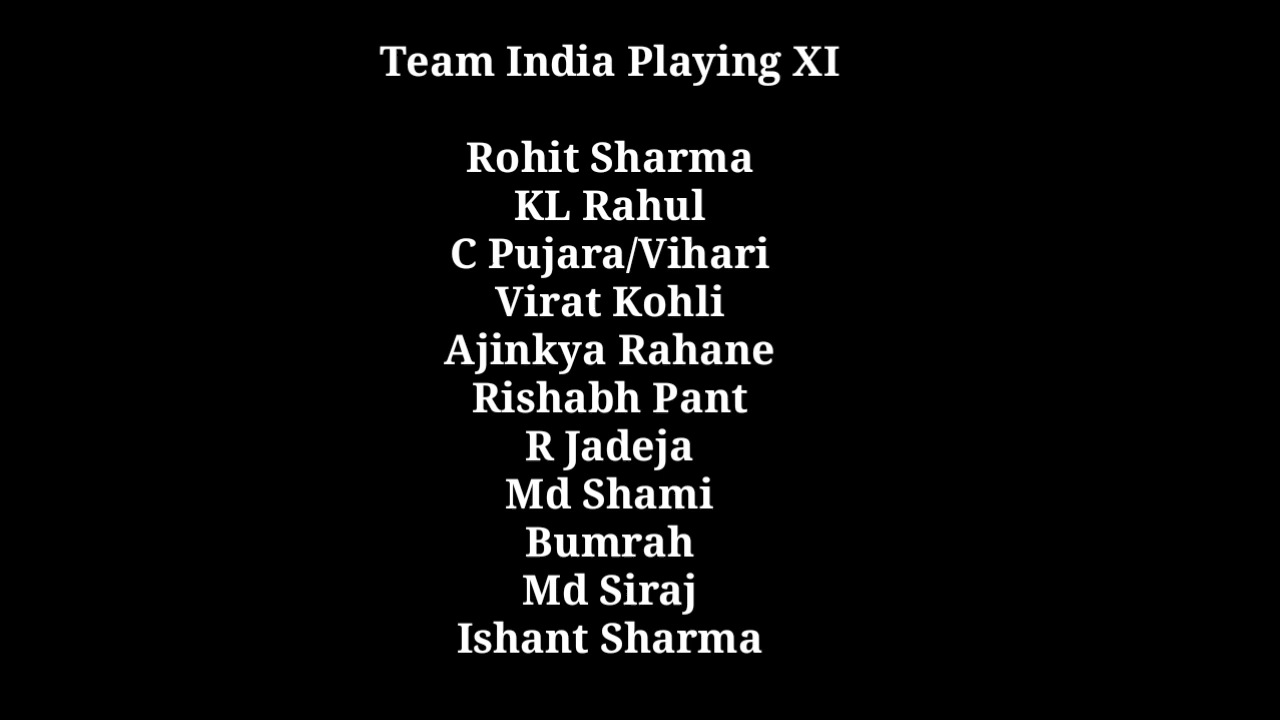 Team India Playing XI
Rohit Sharma
KL Rahul
C Pujara/Vihari
Virat Kohli
Ajinkya Rahane
Rishabh Pant
R Jadeja
Md Shami
Bumrah
Md Siraj
Ishant Sharma